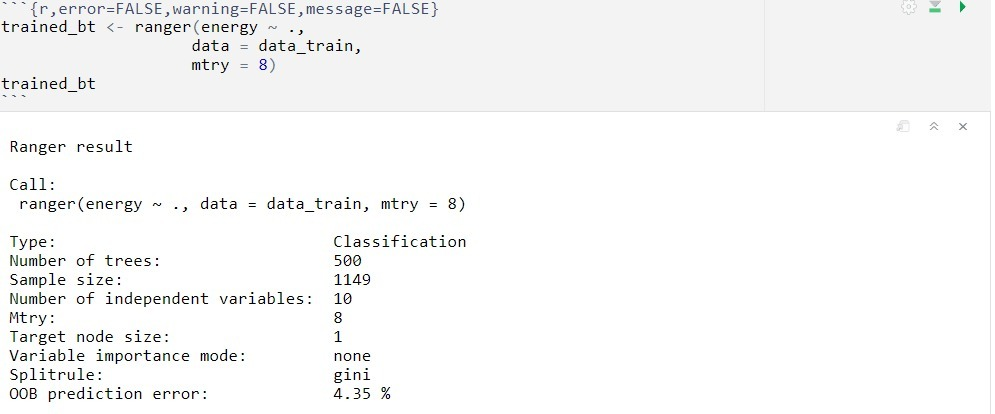 ```{r,error=FALSE,warning=FALSE,message=FALSE}
trained_bt <- ranger(energy ~ .,
                     data = data_train,
                     mtry = 8)
trained_bt
```
Ranger result
Call:
 ranger(energy ~ ., data = data_train, mtry = 8)
Type:                             Classification
Number of trees:                  500
Sample size:                      1149
Number of independent variables:  10
Mtry:                             8
Target node size:                 1
Variable importance mode:         none
Splitrule:                        gini
OOB prediction error:             4.35 %